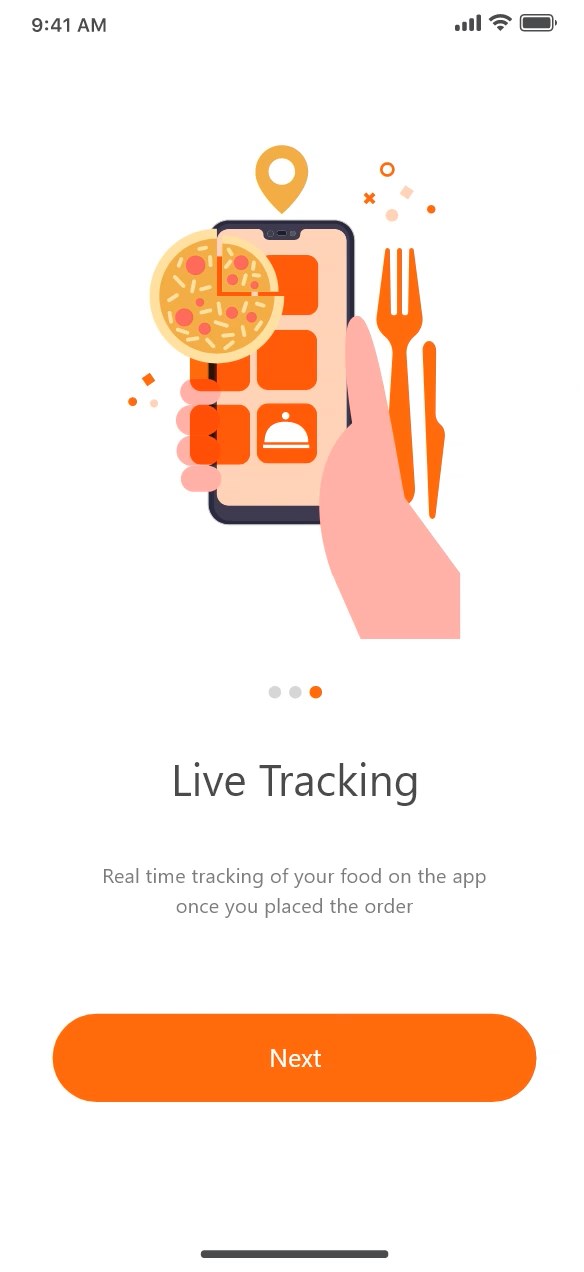 9:41 AM
Live Tracking
Real time tracking of your food on the app
once you placed the order
Next